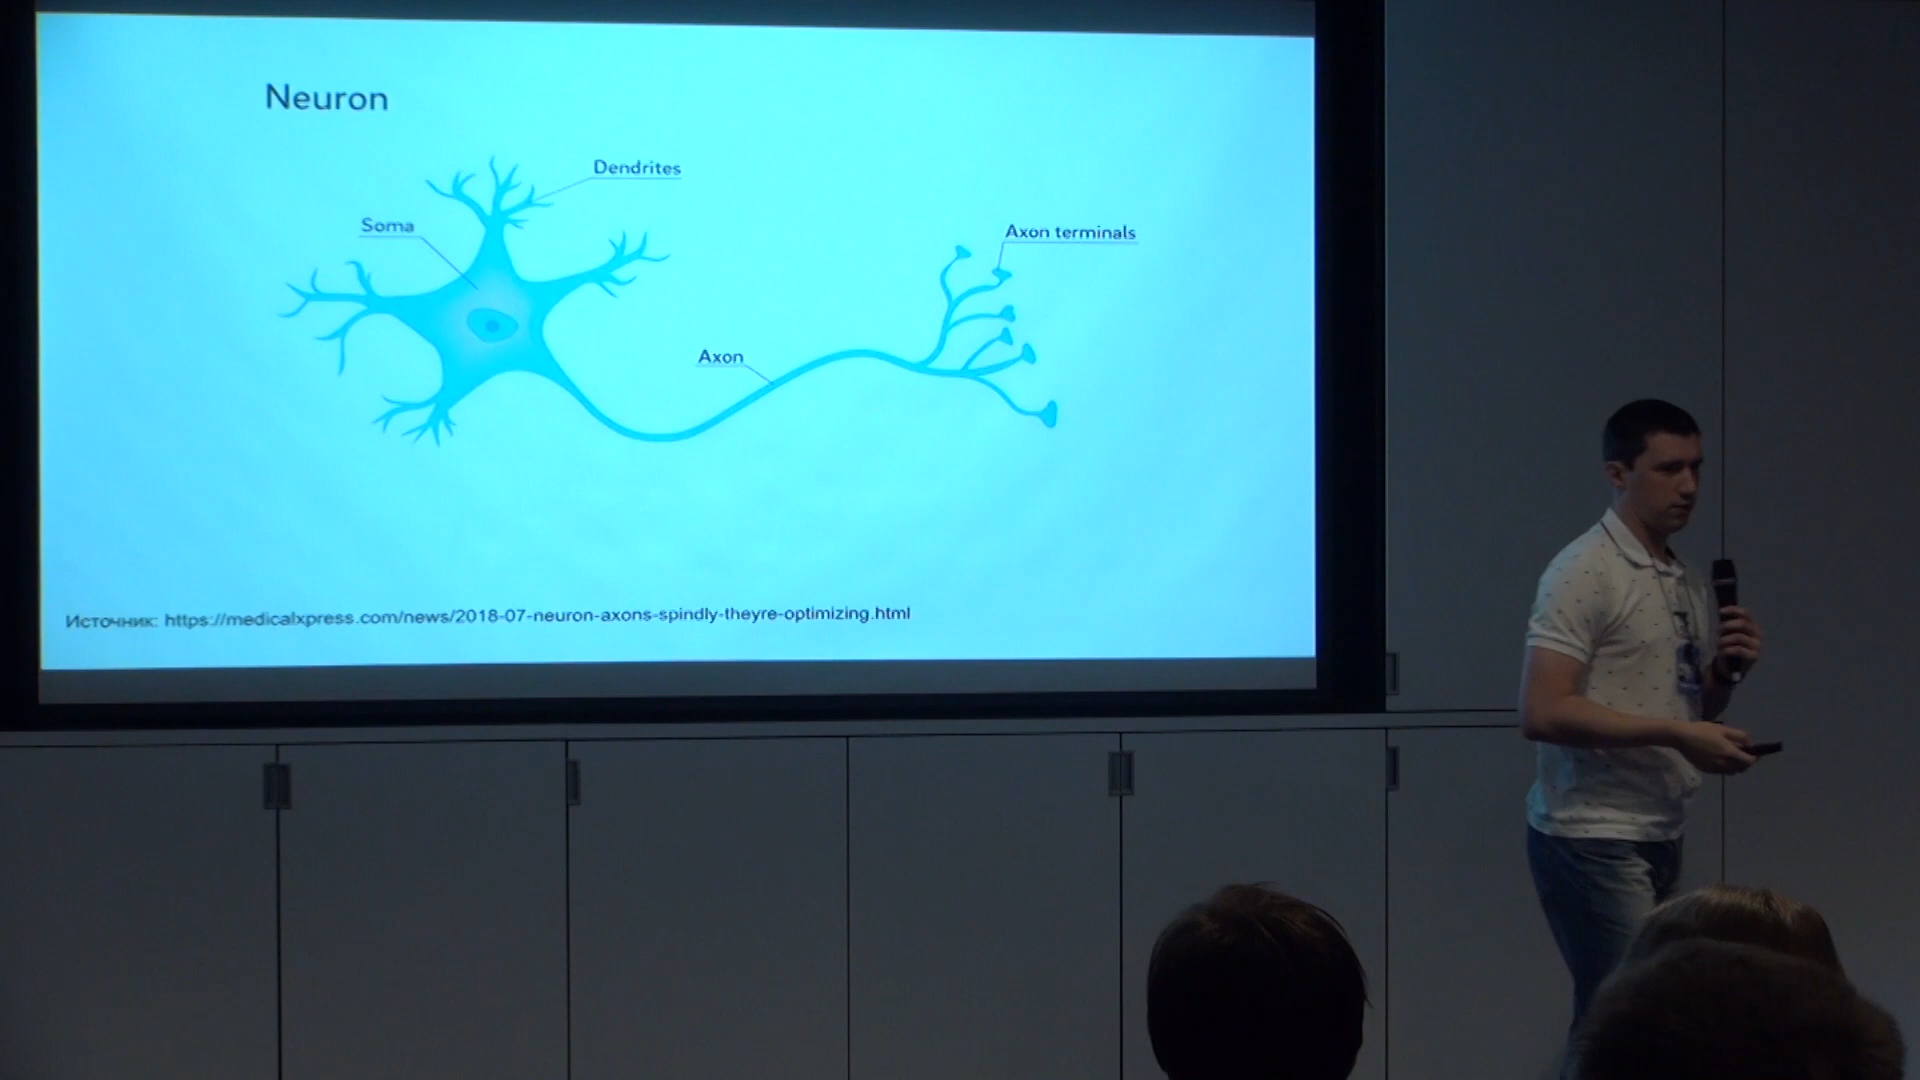 Neuron
Dendrites
Soma
Axon terminals
Axon
Источник: https://medicalxpress.com/news/2018-07-neuron-axons-spindly-theyre-optimizing.html